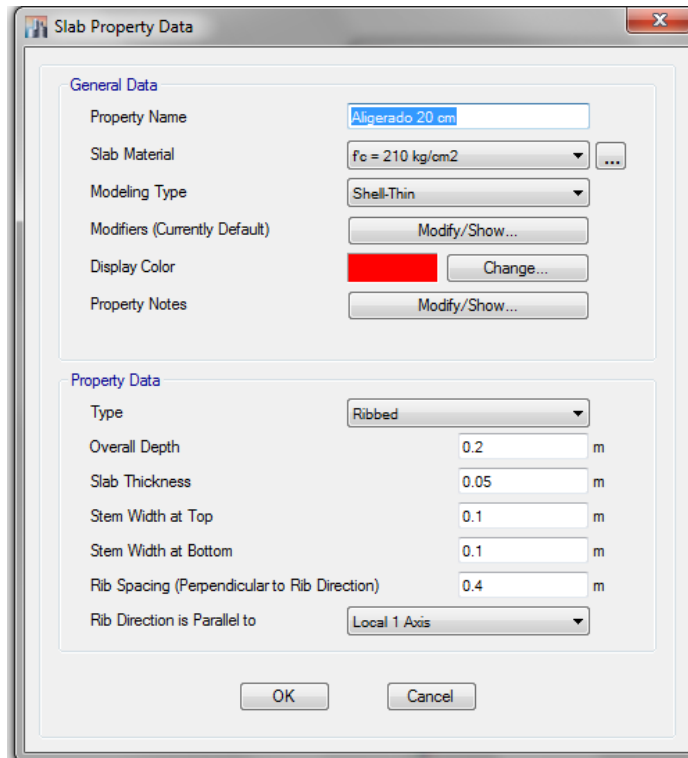 Slab Property Data
General Data
Property Name Aligerado 20 cm
Slab Material f'c = 210 kg/cm2 ...
Modeling Type Shell-Thin
Modifiers (Currently Default) Modify/Show...
Display Color Change...
Property Notes Modify/Show...
Property Data
Type Ribbed
Overall Depth 0.2 m
Slab Thickness 0.05 m
Stem Width at Top 0.1 m
Stem Width at Bottom 0.1 m
Rib Spacing (Perpendicular to Rib Direction) 0.4 m
Rib Direction is Parallel to Local 1 Axis
OK Cancel